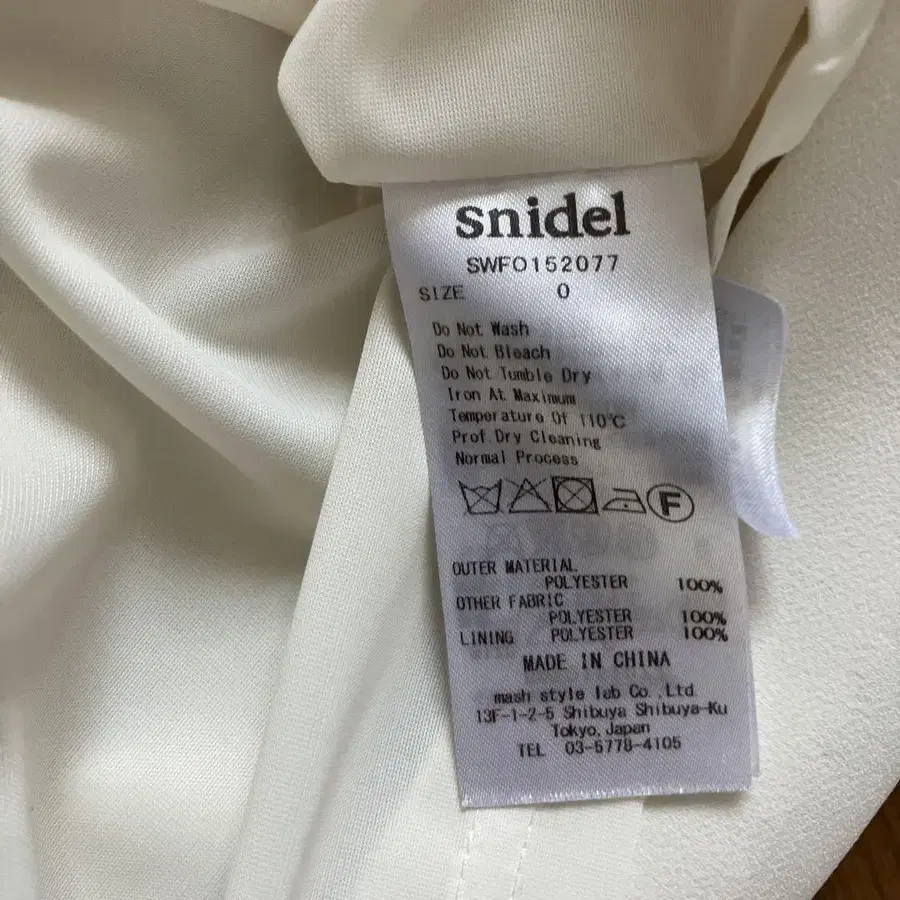 snidel
SWFO152077
SIZE 0
Do Not Wash
Do Not Bleach
Do Not Tumble Dry
Iron At Maximum
Temperature Of 110°C
Prof Dry Cleaning
Normal Process
F
OUTER MATERIAL
POLYESTER 100%
OTHER FABRIC
POLYESTER 100%
LINING POLYESTER 100%
MADE IN CHINA
mash style lab Co.,Ltd
13F-1-2-5 Shibuya Shibuya-Ku
Tokyo, Japan
TEL 03-5778-4105